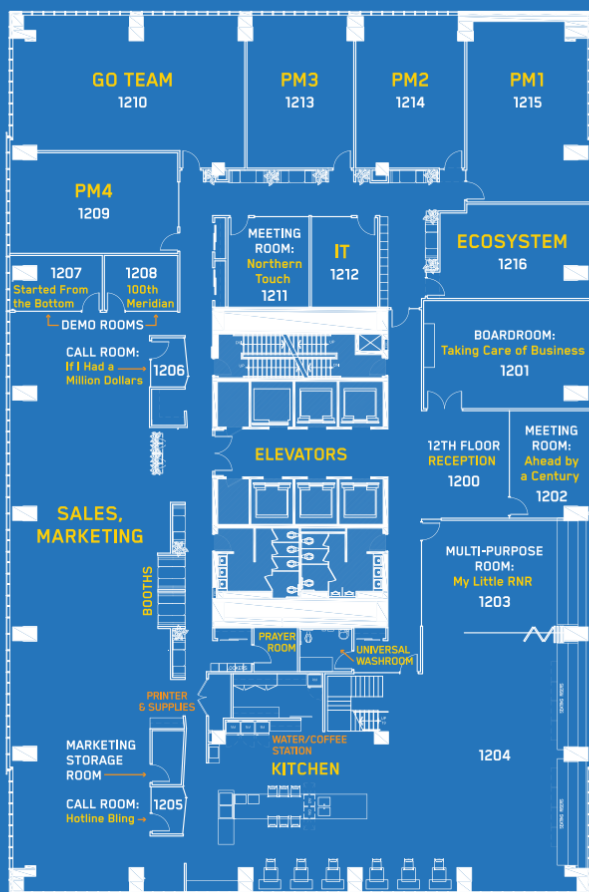 GO TEAM
1210
PM3
1213
PM2
1214
PM1
1215
PM4
1209
MEETING
ROOM:
Northern
Touch
1211
IT
1212
ECOSYSTEM
1216
1207
Started From
the Bottom
1208
100th
Meridian
DEMO ROOMS
CALL ROOM:
If I Had a
Million Dollars
1206
BOARDROOM:
Taking Care of Business
1201
ELEVATORS
12TH FLOOR
RECEPTION
1200
MEETING
ROOM:
Ahead by
a Century
1202
SALES,
MARKETING
BOOTHS
MULTI-PURPOSE
ROOM:
My Little RNR
1203
PRAYER
ROOM
UNIVERSAL
WASHROOM
PRINTER
& SUPPLIES
WATER/COFFEE
STATION
KITCHEN
1204
MARKETING
STORAGE
ROOM
CALL ROOM:
Hotline Bling
1205